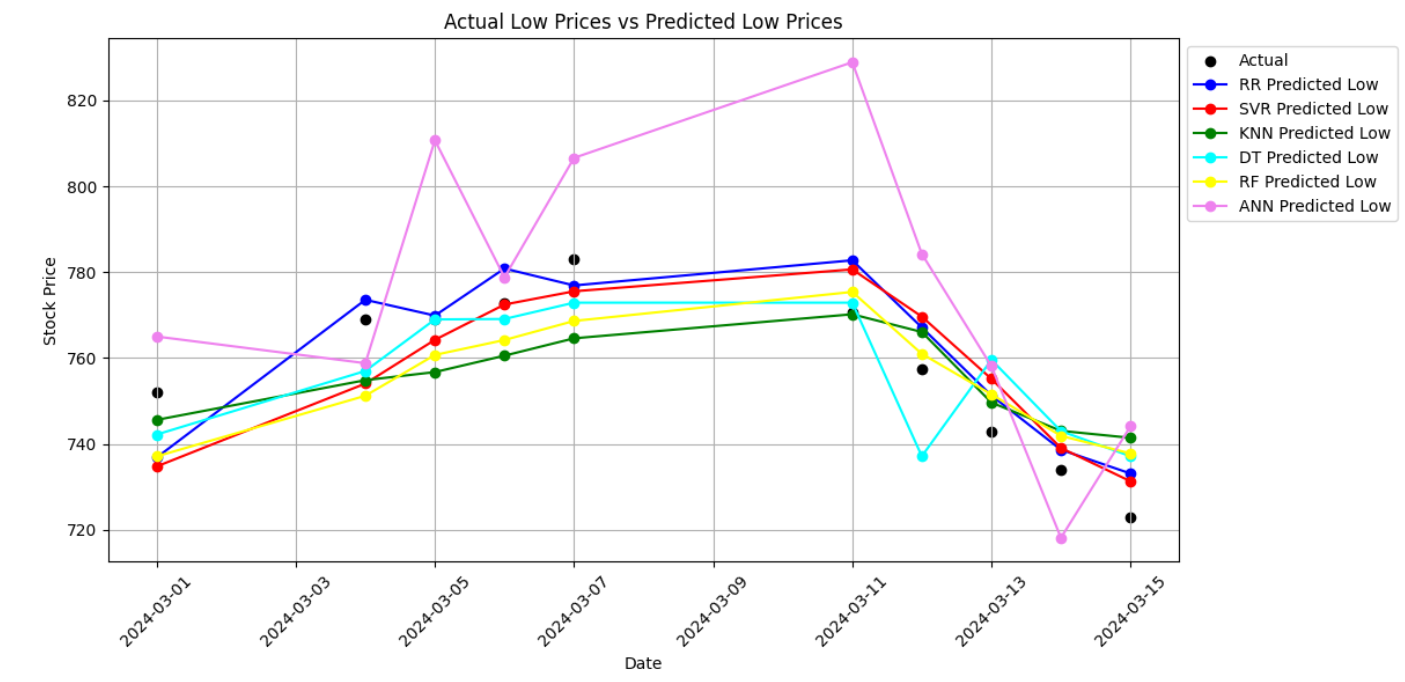 Actual Low Prices vs Predicted Low Prices
Actual
RR Predicted Low
SVR Predicted Low
KNN Predicted Low
DT Predicted Low
RF Predicted Low
ANN Predicted Low
Stock Price
820
800
780
760
740
720
2024-03-01
2024-03-03
2024-03-05
2024-03-07
2024-03-09
2024-03-11
2024-03-13
2024-03-15
Date